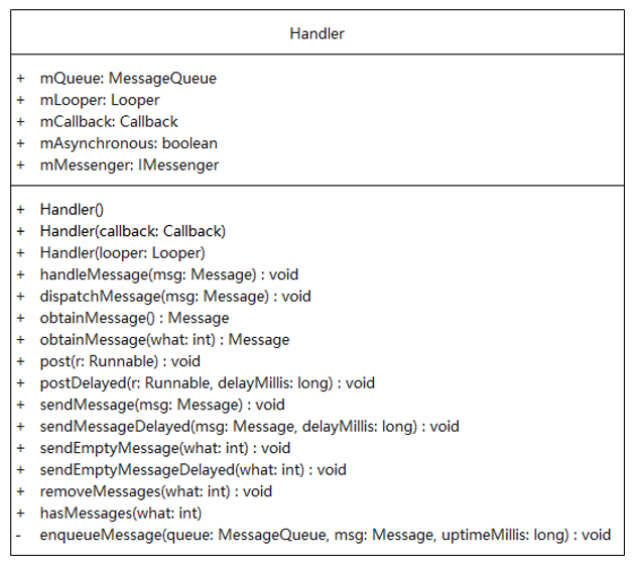 Handler
+ mQueue: MessageQueue
+ mLooper: Looper
+ mCallback: Callback
+ mAsynchronous: boolean
+ mMessenger: IMessenger
+ Handler()
+ Handler(callback: Callback)
+ Handler(looper: Looper)
+ handleMessage(msg: Message) : void
+ dispatchMessage(msg: Message) : void
+ obtainMessage() : Message
+ obtainMessage(what: int) : Message
+ post(r: Runnable) : void
+ postDelayed(r: Runnable, delayMillis: long) : void
+ sendMessage(msg: Message) : void
+ sendMessageDelayed(msg: Message, delayMillis: long) : void
+ sendEmptyMessage(what: int) : void
+ sendEmptyMessageDelayed(what: int) : void
+ removeMessages(what: int) : void
+ hasMessages(what: int)
- enqueueMessage(queue: MessageQueue, msg: Message, uptimeMillis: long) : void